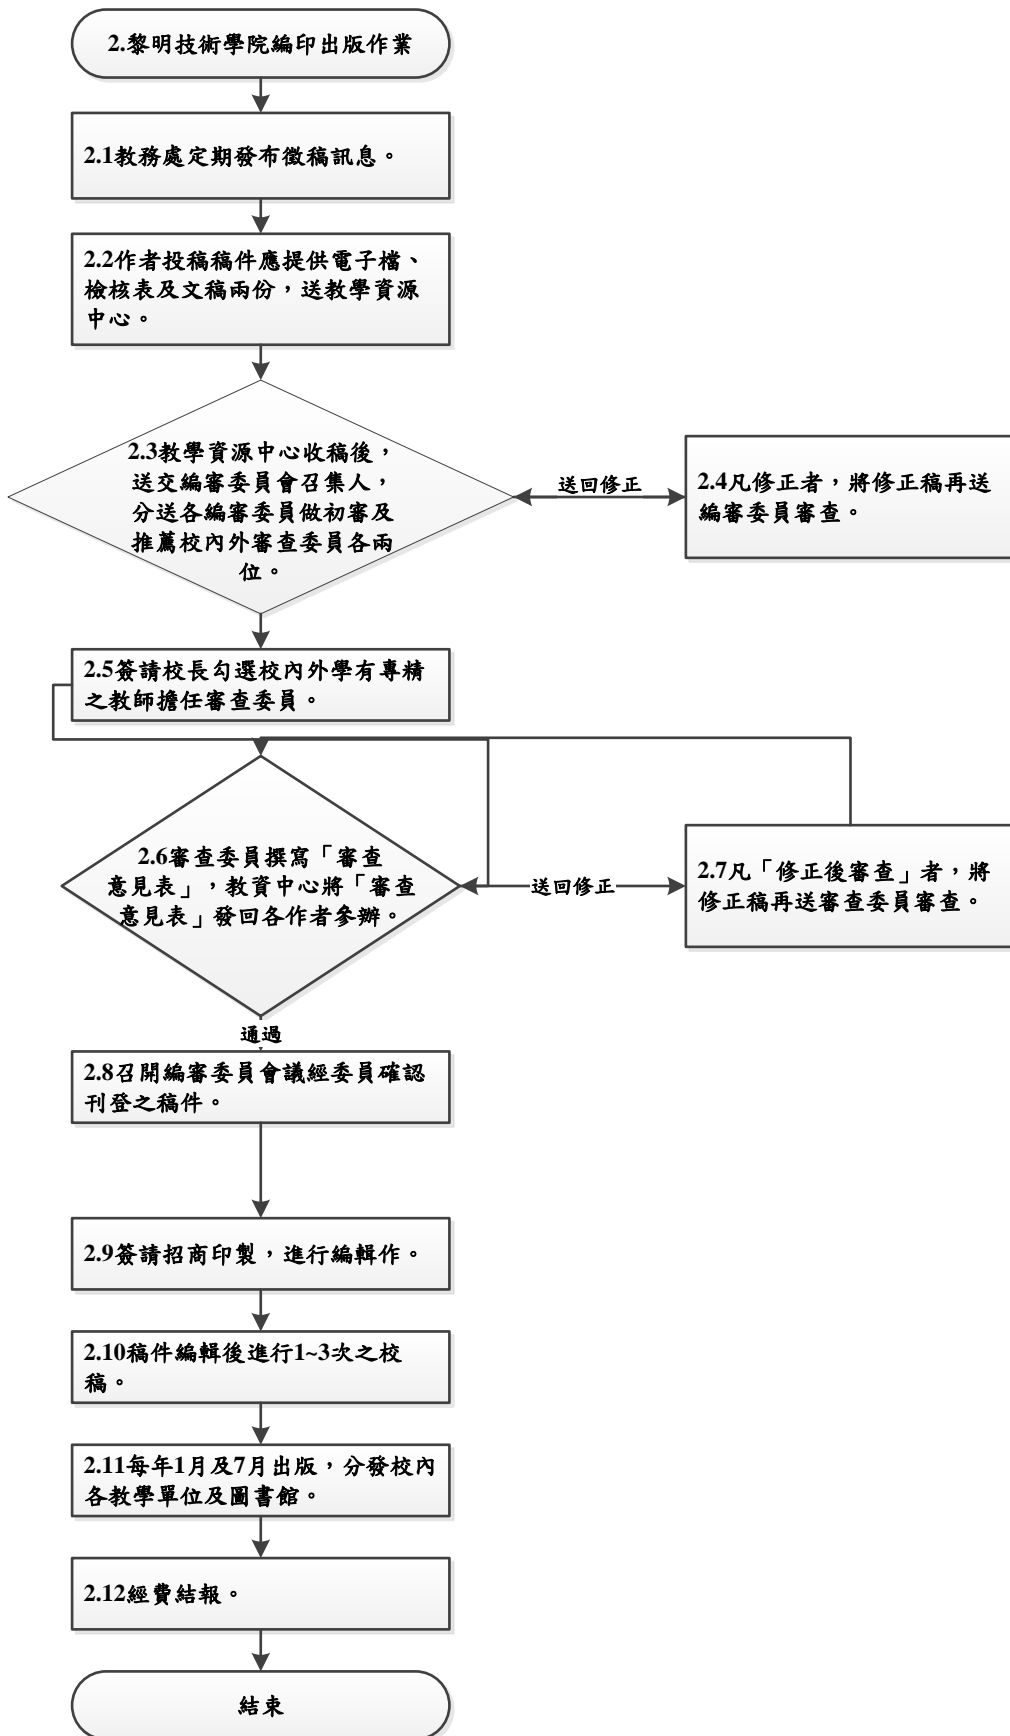 2.黎明技術學院編印出版作業
2.1教務處定期發布徵稿訊息。
2.2作者投稿稿件應提供電子檔、
檢核表及文稿兩份，送教學資源
中心。
2.3教學資源中心收稿後，
送交編審委員會召集人，
分送各編審委員做初審及
推薦校內外審查委員各兩
位。
送回修正
2.4凡修正者，將修正稿再送
編審委員審查。
2.5簽請校長勾選校內外學有專精
之教師擔任審查委員。
2.6審查委員撰寫「審查
意見表」，教資中心將「審查
意見表」發回各作者參辦。
送回修正
2.7凡「修正後審查」者，將
修正稿再送審查委員審查。
通過
2.8召開編審委員會議經委員確認
刊登之稿件。
2.9簽請招商印製，進行編輯作。
2.10稿件編輯後進行1~3次之校
稿。
2.11每年1月及7月出版，分發校內
各教學單位及圖書館。
2.12經費結報。
結束